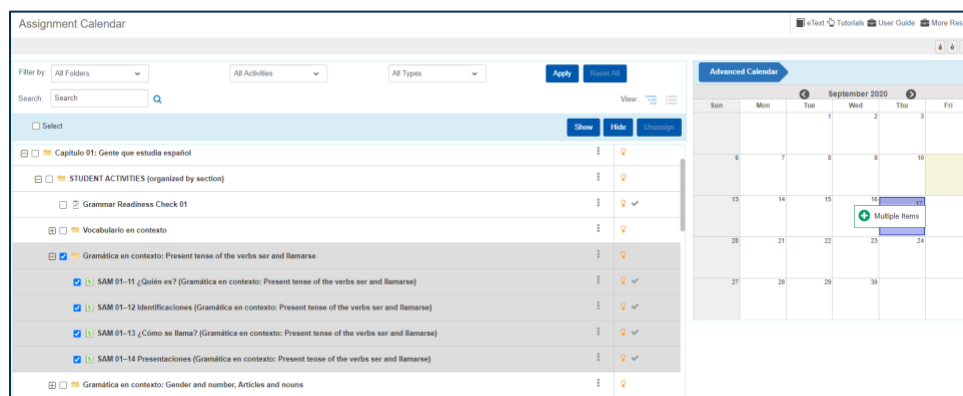 Assignment Calendar
eText Tutorials User Guide More Res
á é
Filter by: All Folders All Activities All Types Apply Reset All
Search: Search View:
Select Show Hide Unassign
Capítulo 01: Gente que estudia español
STUDENT ACTIVITIES (organized by section)
Grammar Readiness Check 01
Vocabulario en contexto
Gramática en contexto: Present tense of the verbs ser and llamarse
SAM 01–11 ¿Quién es? (Gramática en contexto: Present tense of the verbs ser and llamarse)
SAM 01–12 Identificaciones (Gramática en contexto: Present tense of the verbs ser and llamarse)
SAM 01–13 ¿Cómo se llama? (Gramática en contexto: Present tense of the verbs ser and llamarse)
SAM 01–14 Presentaciones (Gramática en contexto: Present tense of the verbs ser and llamarse)
Gramática en contexto: Gender and number, Articles and nouns
Advanced Calendar
September 2020
Sun Mon Tue Wed Thu Fri
1 2 3
6 7 8 9 10
13 14 15 16 17
Multiple Items
20 21 22 23 24
27 28 29 30